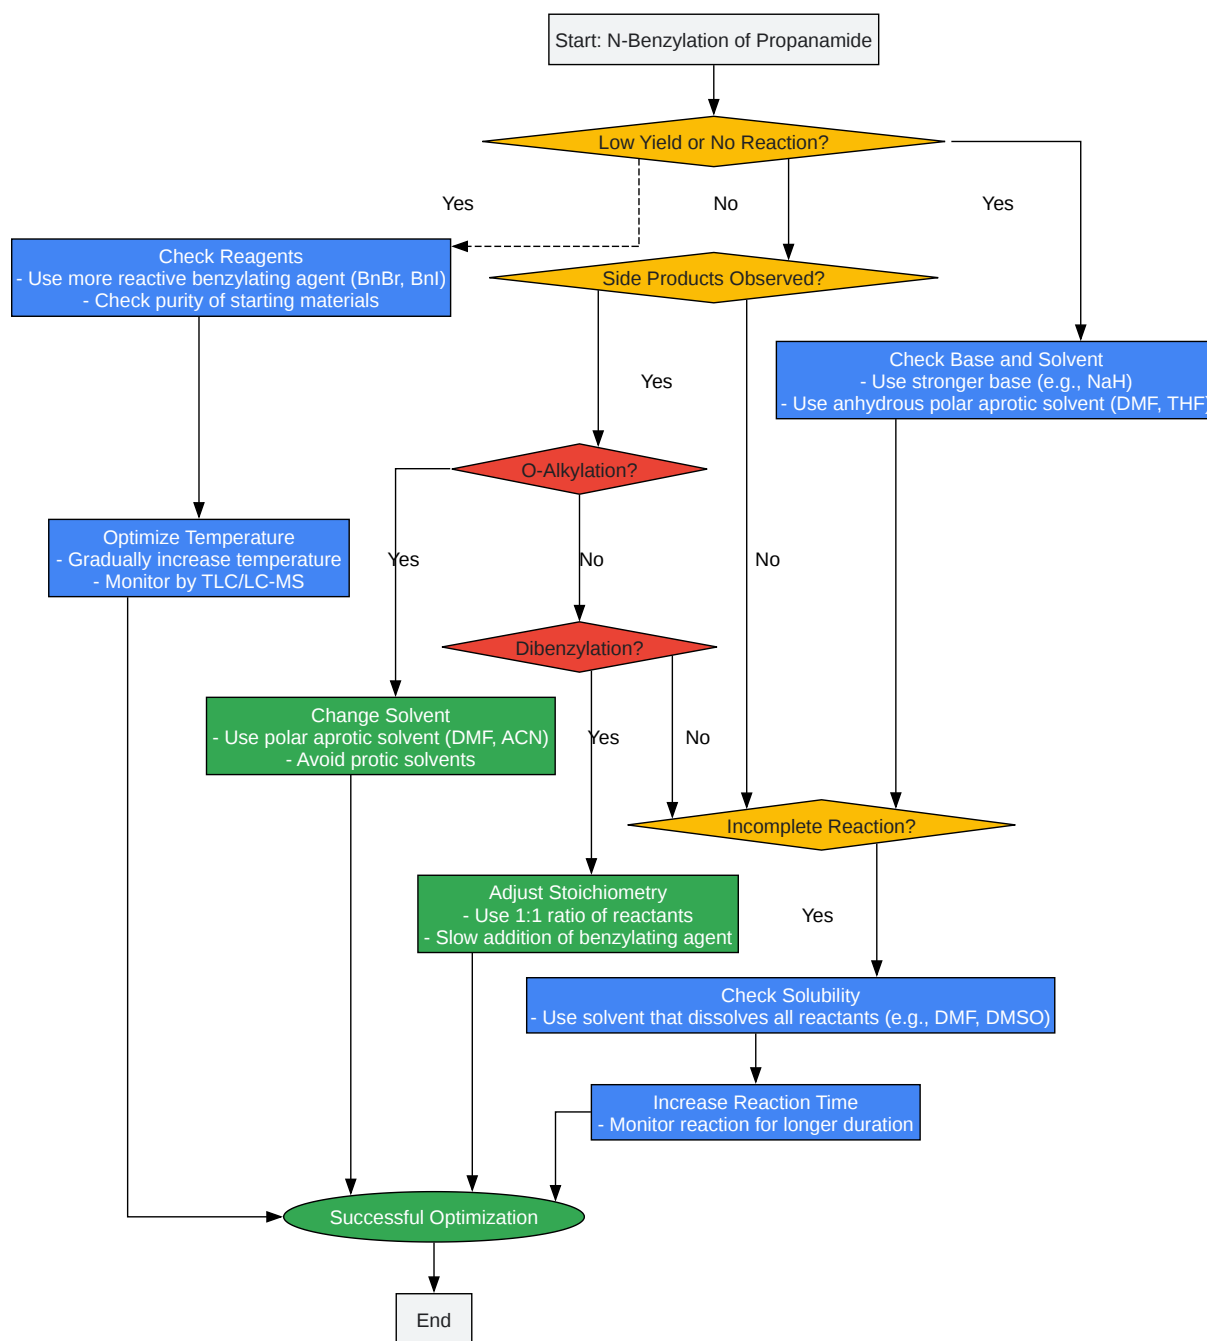 Start: N-Benzylation of Propanamide
Low Yield or No Reaction?
Yes
No
Yes
Check Reagents
- Use more reactive benzylating agent (BnBr, BnI)
- Check purity of starting materials
Side Products Observed?
Check Base and Solvent
- Use stronger base (e.g., NaH)
- Use anhydrous polar aprotic solvent (DMF, THF)
Yes
O-Alkylation?
Optimize Temperature
- Gradually increase temperature
- Monitor by TLC/LC-MS
Yes
No
No
Dibenzylation?
Change Solvent
- Use polar aprotic solvent (DMF, ACN)
- Avoid protic solvents
Yes
No
Incomplete Reaction?
Adjust Stoichiometry
- Use 1:1 ratio of reactants
- Slow addition of benzylating agent
Yes
Check Solubility
- Use solvent that dissolves all reactants (e.g., DMF, DMSO)
Increase Reaction Time
- Monitor reaction for longer duration
Successful Optimization
End